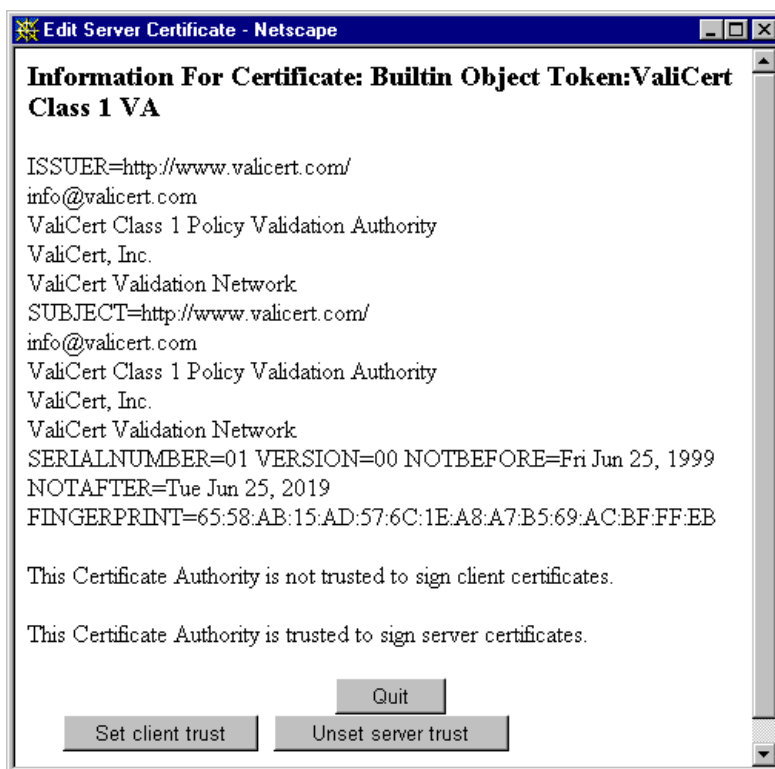 Edit Server Certificate - Netscape
Information For Certificate: Builtin Object Token:ValiCert
Class 1 VA
ISSUER=http://www.valicert.com/
info@valicert.com
ValiCert Class 1 Policy Validation Authority
ValiCert, Inc.
ValiCert Validation Network
SUBJECT=http://www.valicert.com/
info@valicert.com
ValiCert Class 1 Policy Validation Authority
ValiCert, Inc.
ValiCert Validation Network
SERIALNUMBER=01 VERSION=00 NOTBEFORE=Fri Jun 25, 1999
NOTAFTER=Tue Jun 25, 2019
FINGERPRINT=65:58:AB:15:AD:57:6C:1E:A8:A7:B5:69:AC:BF:FF:EB
This Certificate Authority is not trusted to sign client certificates.
This Certificate Authority is trusted to sign server certificates.
Quit
Set client trust Unset server trust